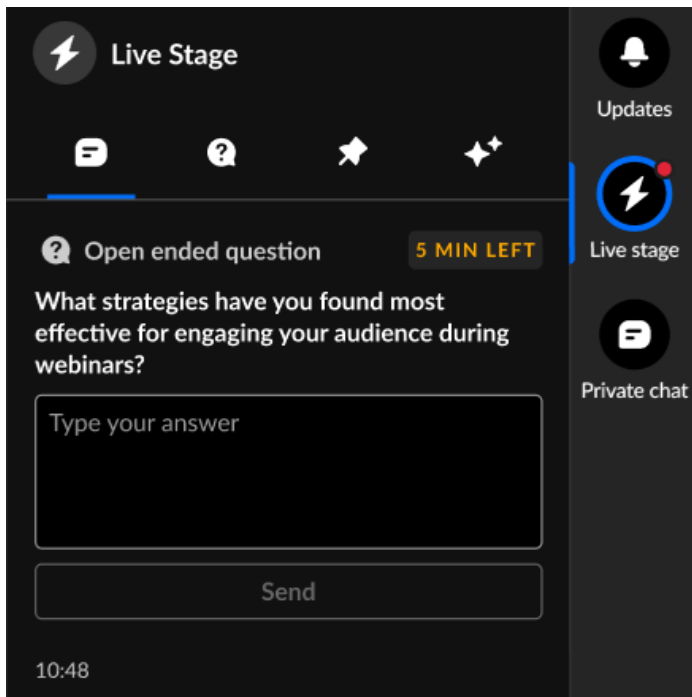 Live Stage
Open ended question
5 MIN LEFT
What strategies have you found most
effective for engaging your audience during
webinars?
Type your answer
Send
10:48
Updates
Live stage
Private chat